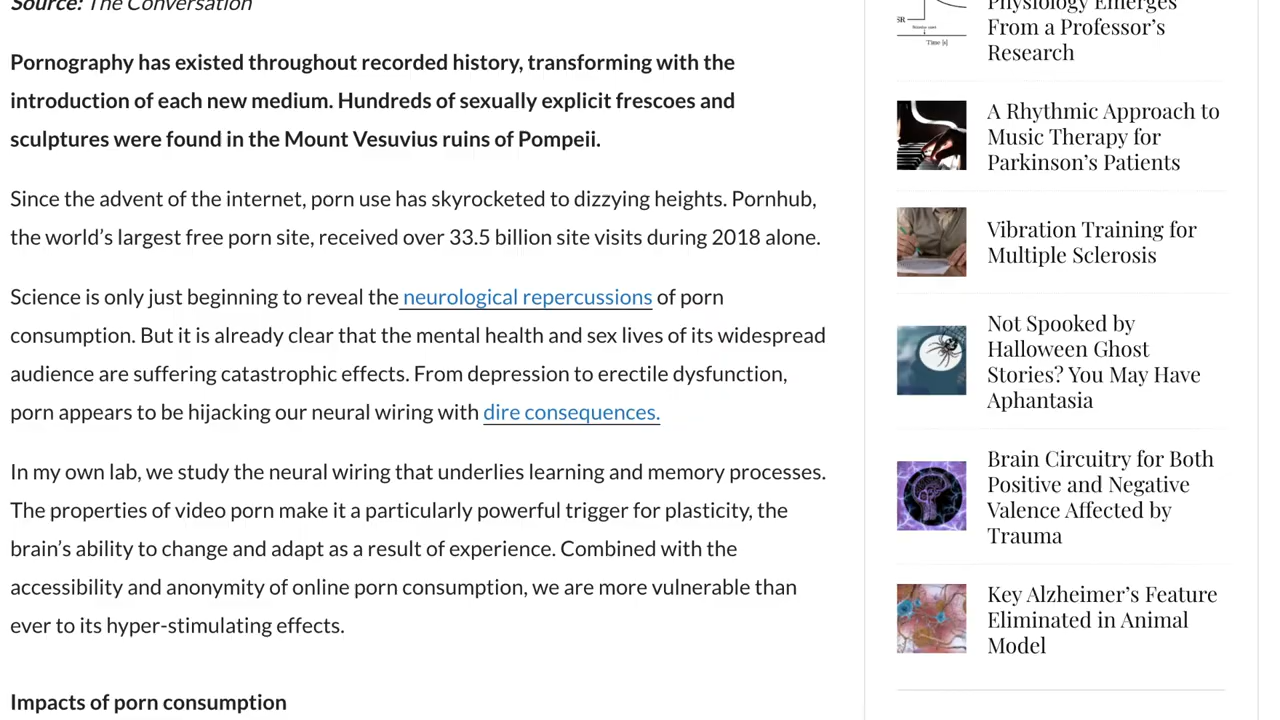 Source: The Conversation
Pornography has existed throughout recorded history, transforming with the
introduction of each new medium. Hundreds of sexually explicit frescoes and
sculptures were found in the Mount Vesuvius ruins of Pompeii.
Since the advent of the internet, porn use has skyrocketed to dizzying heights. Pornhub,
the world's largest free porn site, received over 33.5 billion site visits during 2018 alone.
Science is only just beginning to reveal the neurological repercussions of porn
consumption. But it is already clear that the mental health and sex lives of its widespread
audience are suffering catastrophic effects. From depression to erectile dysfunction,
porn appears to be hijacking our neural wiring with dire consequences.
In my own lab, we study the neural wiring that underlies learning and memory processes.
The properties of video porn make it a particularly powerful trigger for plasticity, the
brain's ability to change and adapt as a result of experience. Combined with the
accessibility and anonymity of online porn consumption, we are more vulnerable than
ever to its hyper-stimulating effects.
Impacts of porn consumption
Physiology Emerges
From a Professor's
Research
SR
Time [s]
A Rhythmic Approach to
Music Therapy for
Parkinson's Patients
Vibration Training for
Multiple Sclerosis
Not Spooked by
Halloween Ghost
Stories? You May Have
Aphantasia
Brain Circuitry for Both
Positive and Negative
Valence Affected by
Trauma
Key Alzheimer's Feature
Eliminated in Animal
Model